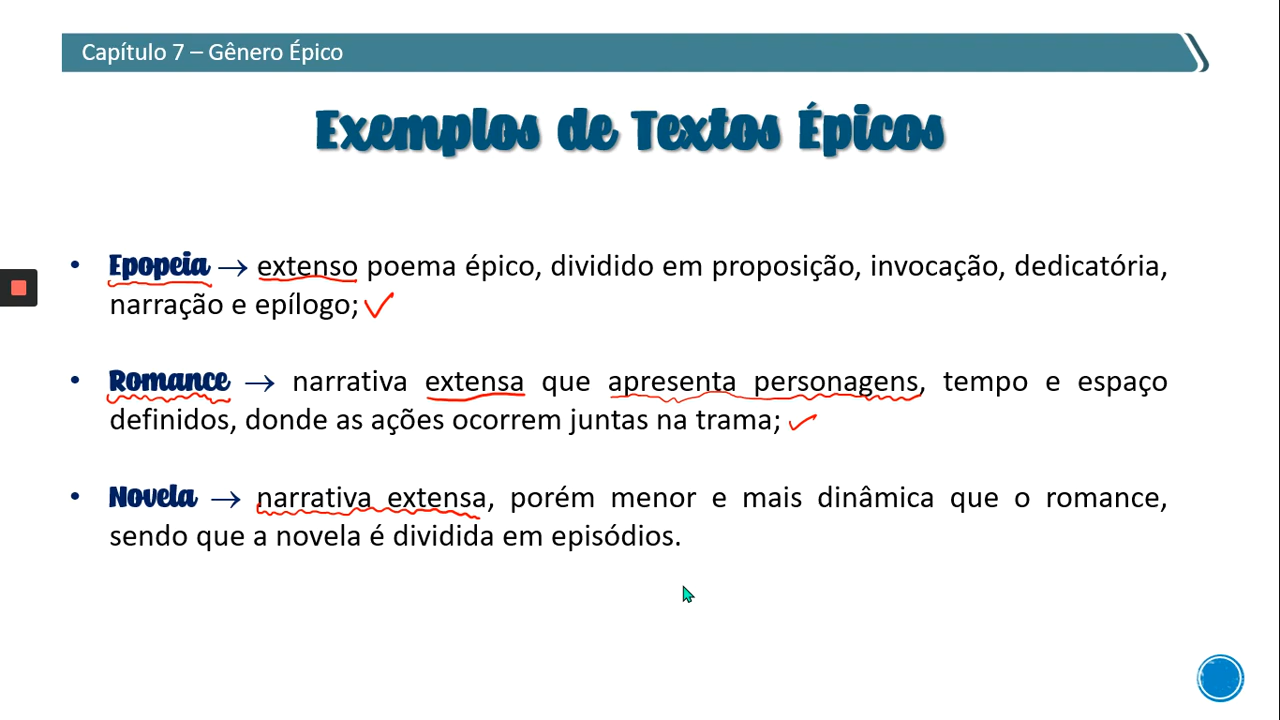 Capítulo 7 – Gênero Épico
Exemplos de Textos Épicos
• Epopeia → extenso poema épico, dividido em proposição, invocação, dedicatória,
narração e epílogo;
• Romance → narrativa extensa que apresenta personagens, tempo e espaço
definidos, donde as ações ocorrem juntas na trama;
• Novela → narrativa extensa, porém menor e mais dinâmica que o romance,
sendo que a novela é dividida em episódios.